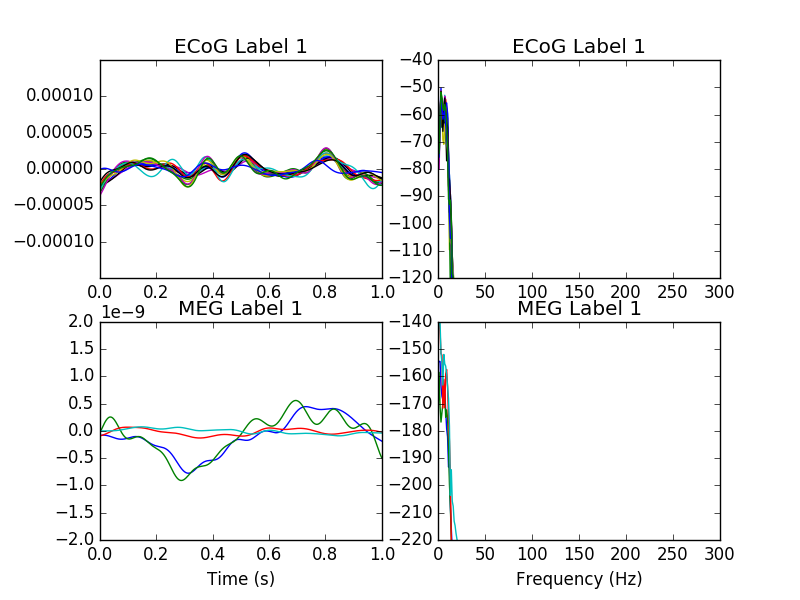 ECoG Label 1
0.00010
0.00005
0.00000
−0.00005
−0.00010
0.0 0.2 0.4 0.6 0.8 1.0
ECoG Label 1
−40
−50
−60
−70
−80
−90
−100
−110
−120
0 50 100 150 200 250 300
1e−9
MEG Label 1
2.0
1.5
1.0
0.5
0.0
−0.5
−1.0
−1.5
−2.0
0.0 0.2 0.4 0.6 0.8 1.0
Time (s)
MEG Label 1
−140
−150
−160
−170
−180
−190
−200
−210
−220
0 50 100 150 200 250 300
Frequency (Hz)